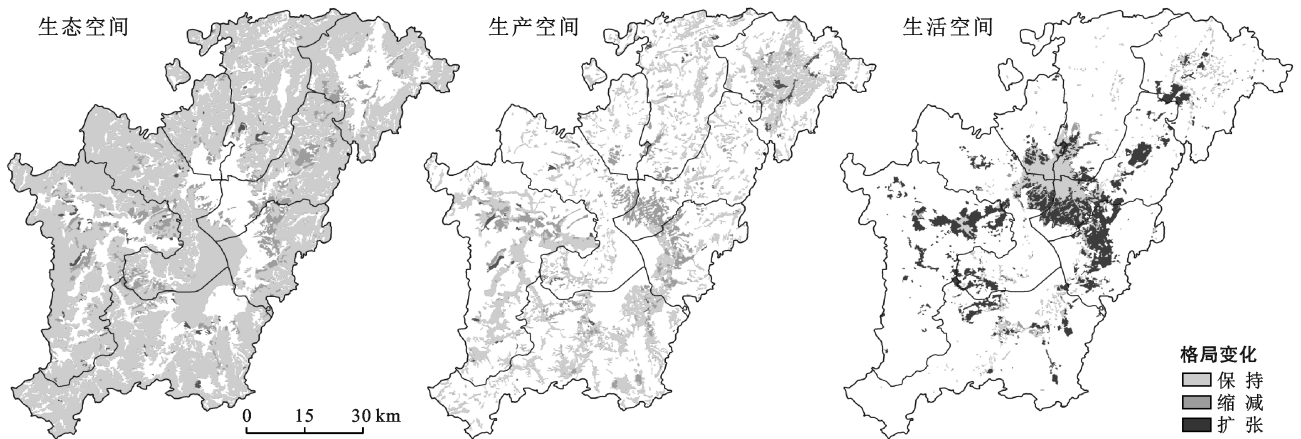 生态空间
生产空间
生活空间
格局变化
保 持
缩 减
扩 张
0 15 30 km